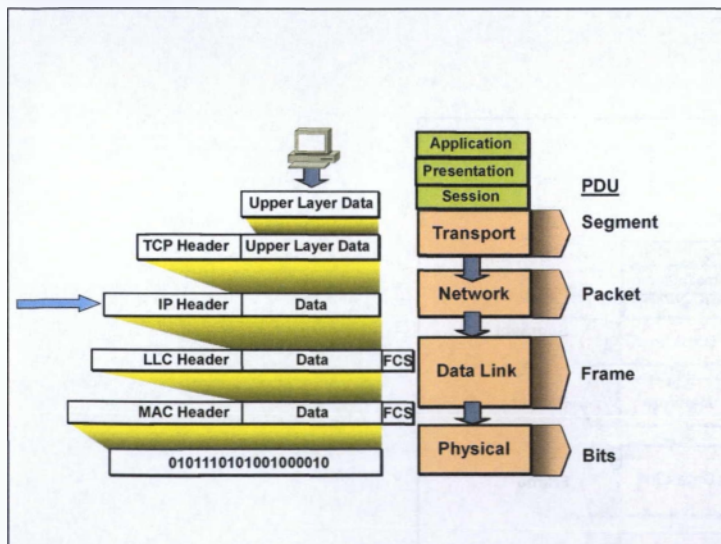 Application
Presentation
PDU
Session
Upper Layer Data
Segment
Transport
TCP Header Upper Layer Data
IP Header Data
Network
Packet
LLC Header Data FCS
Data Link
Frame
MAC Header Data FCS
Physical
Bits
010111010100100010